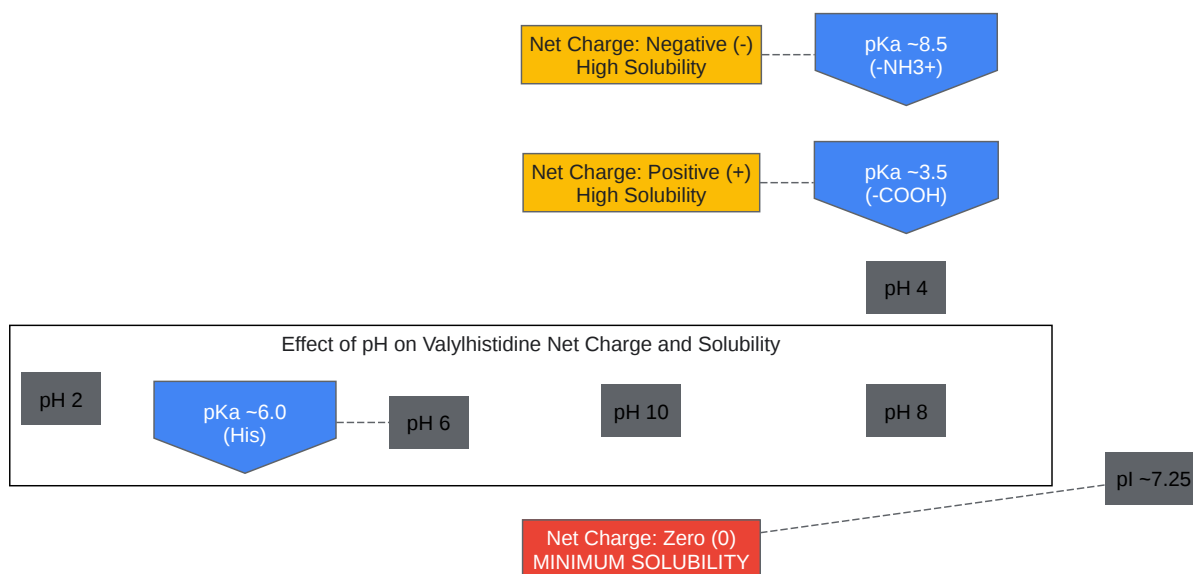 Net Charge: Negative (-)
High Solubility
pKa ~8.5
(-NH3+)
Net Charge: Positive (+)
High Solubility
pKa ~3.5
(-COOH)
pH 4
Effect of pH on Valylhistidine Net Charge and Solubility
pH 2
pKa ~6.0
(His)
pH 6
pH 10
pH 8
pI ~7.25
Net Charge: Zero (0)
MINIMUM SOLUBILITY